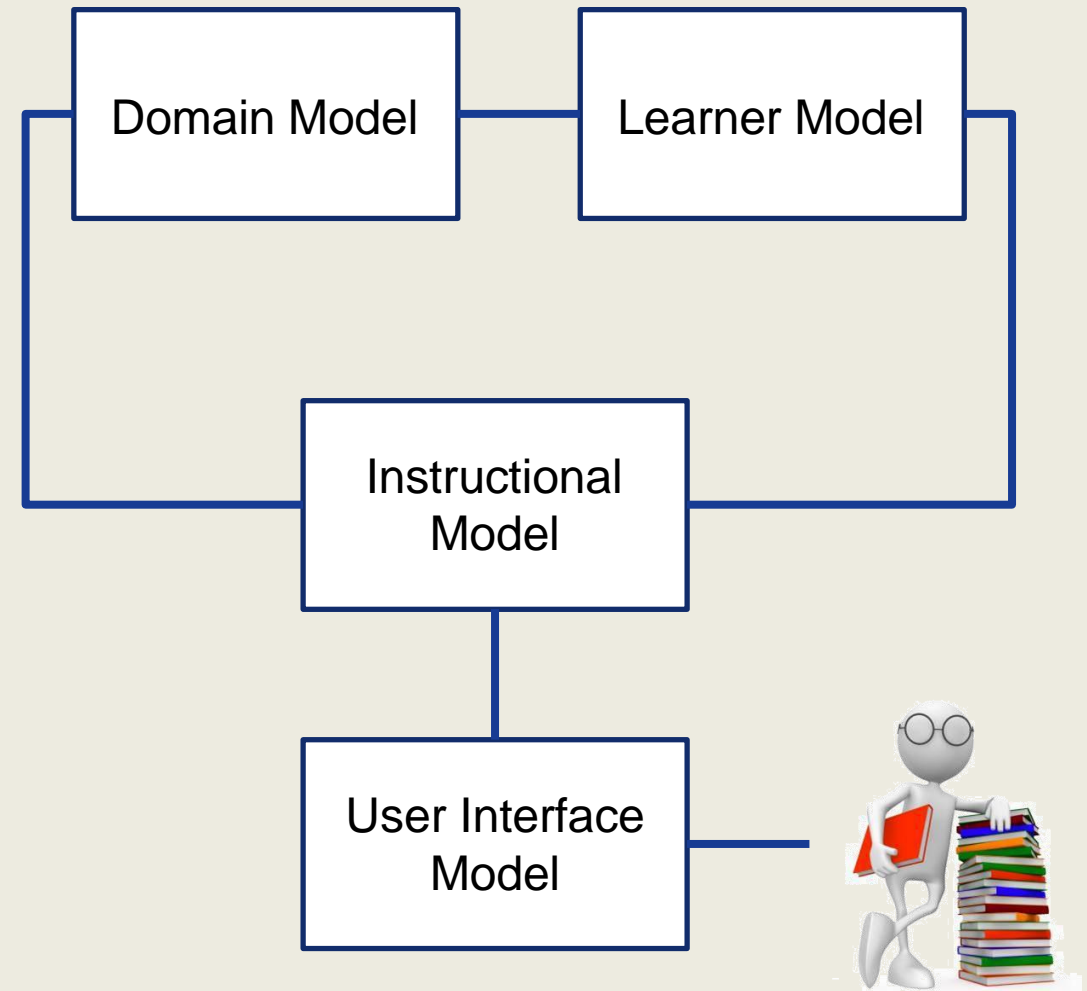 Domain Model
Learner Model
Instructional
Model
User Interface
Model